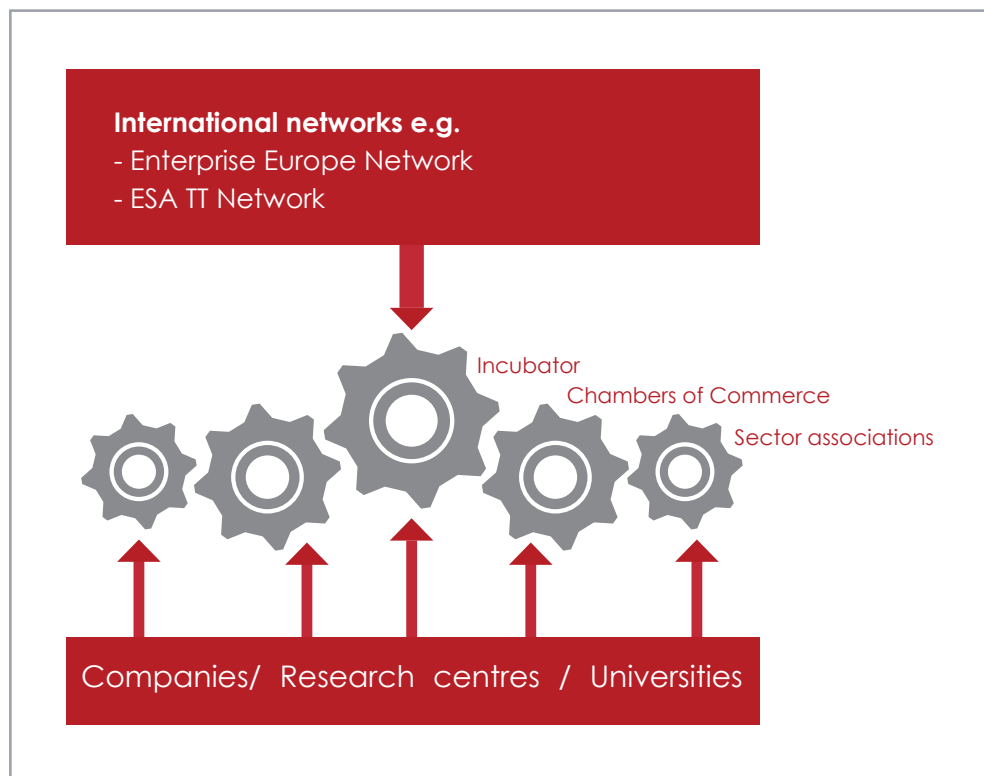 International networks e.g.
- Enterprise Europe Network
- ESA TT Network
Incubator
Chambers of Commerce
Sector associations
Companies/ Research centres / Universities